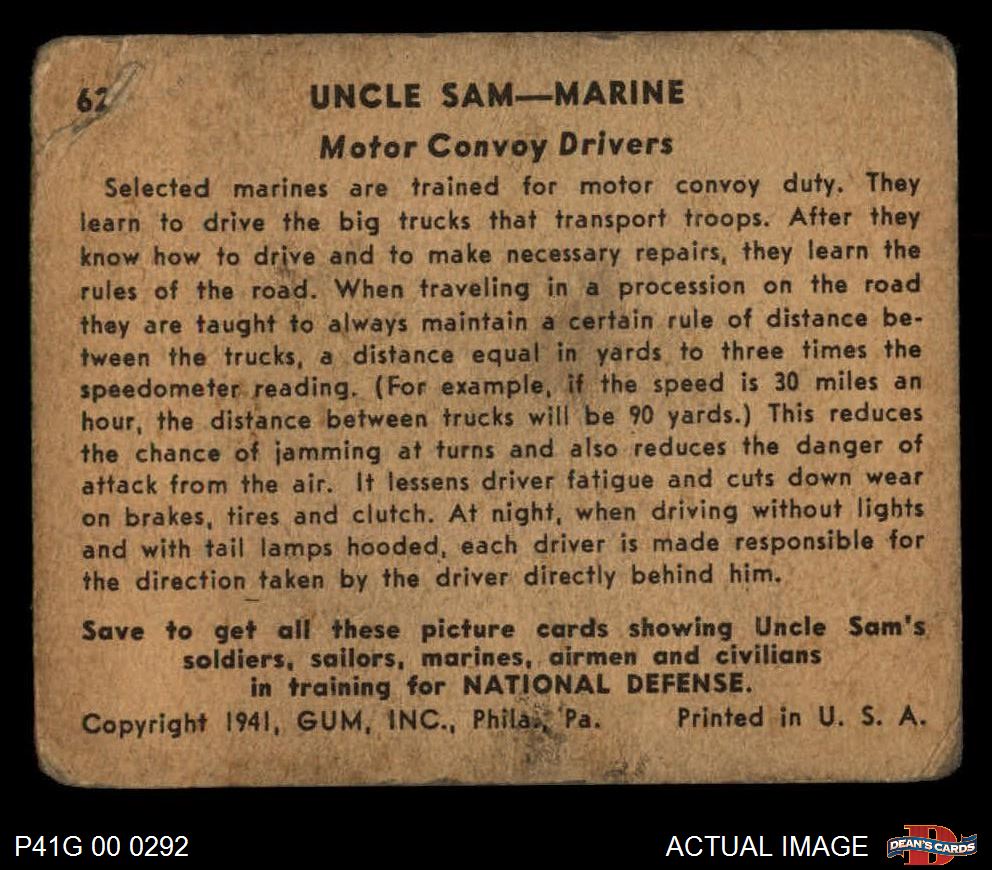 62
UNCLE SAM—MARINE
Motor Convoy Drivers
Selected marines are trained for motor convoy duty. They
learn to drive the big trucks that transport troops. After they
know how to drive and to make necessary repairs, they learn the
rules of the road. When traveling in a procession on the road
they are taught to always maintain a certain rule of distance be-
tween the trucks, a distance equal in yards to three times the
speedometer reading. (For example, if the speed is 30 miles an
hour, the distance between trucks will be 90 yards.) This reduces
the chance of jamming at turns and also reduces the danger of
attack from the air. It lessens driver fatigue and cuts down wear
on brakes, tires and clutch. At night, when driving without lights
and with tail lamps hooded, each driver is made responsible for
the direction taken by the driver directly behind him.
Save to get all these picture cards showing Uncle Sam's
soldiers, sailors, marines, airmen and civilians
in training for NATIONAL DEFENSE.
Copyright 1941, GUM, INC., Phila., Pa. Printed in U. S. A.
P41G 00 0292
ACTUAL IMAGE
D
DEAN'S CARDS